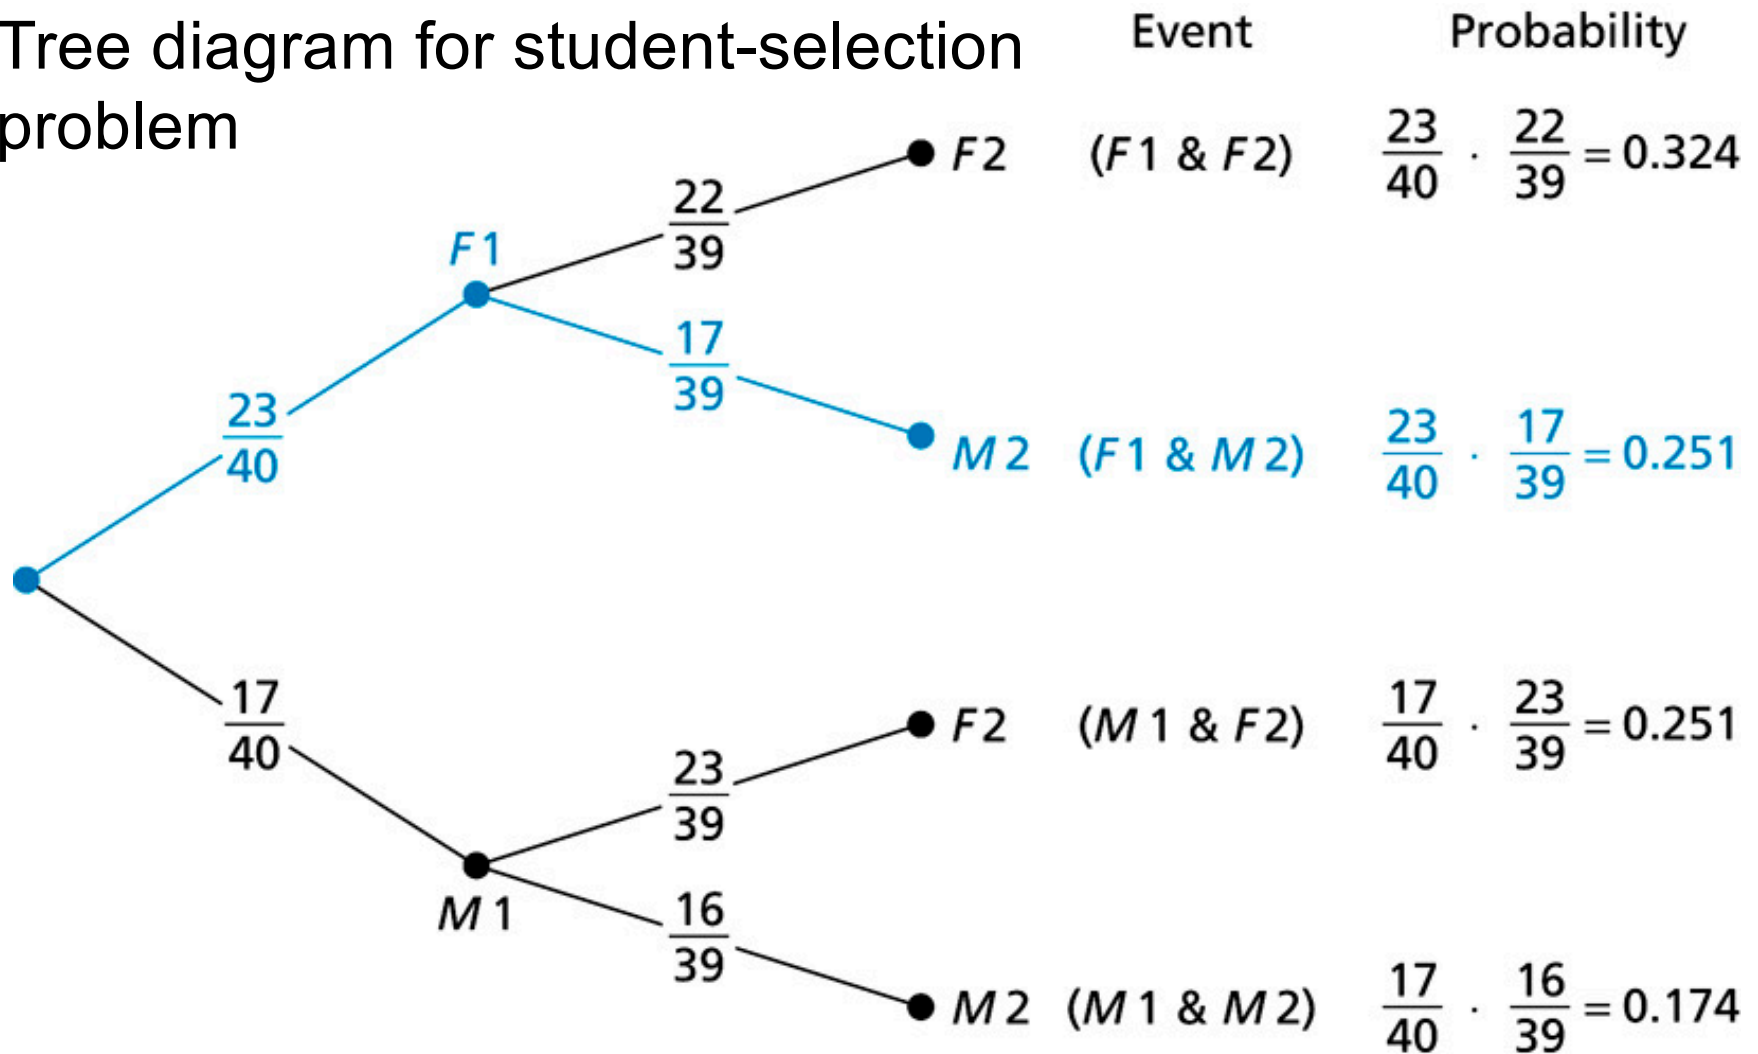 Tree diagram for student-selection
problem
Event Probability
F2 (F1 & F2) 23/40 · 22/39 = 0.324
22/39
F1
17/39
23/40
M2 (F1 & M2) 23/40 · 17/39 = 0.251
17/40
F2 (M1 & F2) 17/40 · 23/39 = 0.251
23/39
M1
16/39
M2 (M1 & M2) 17/40 · 16/39 = 0.174